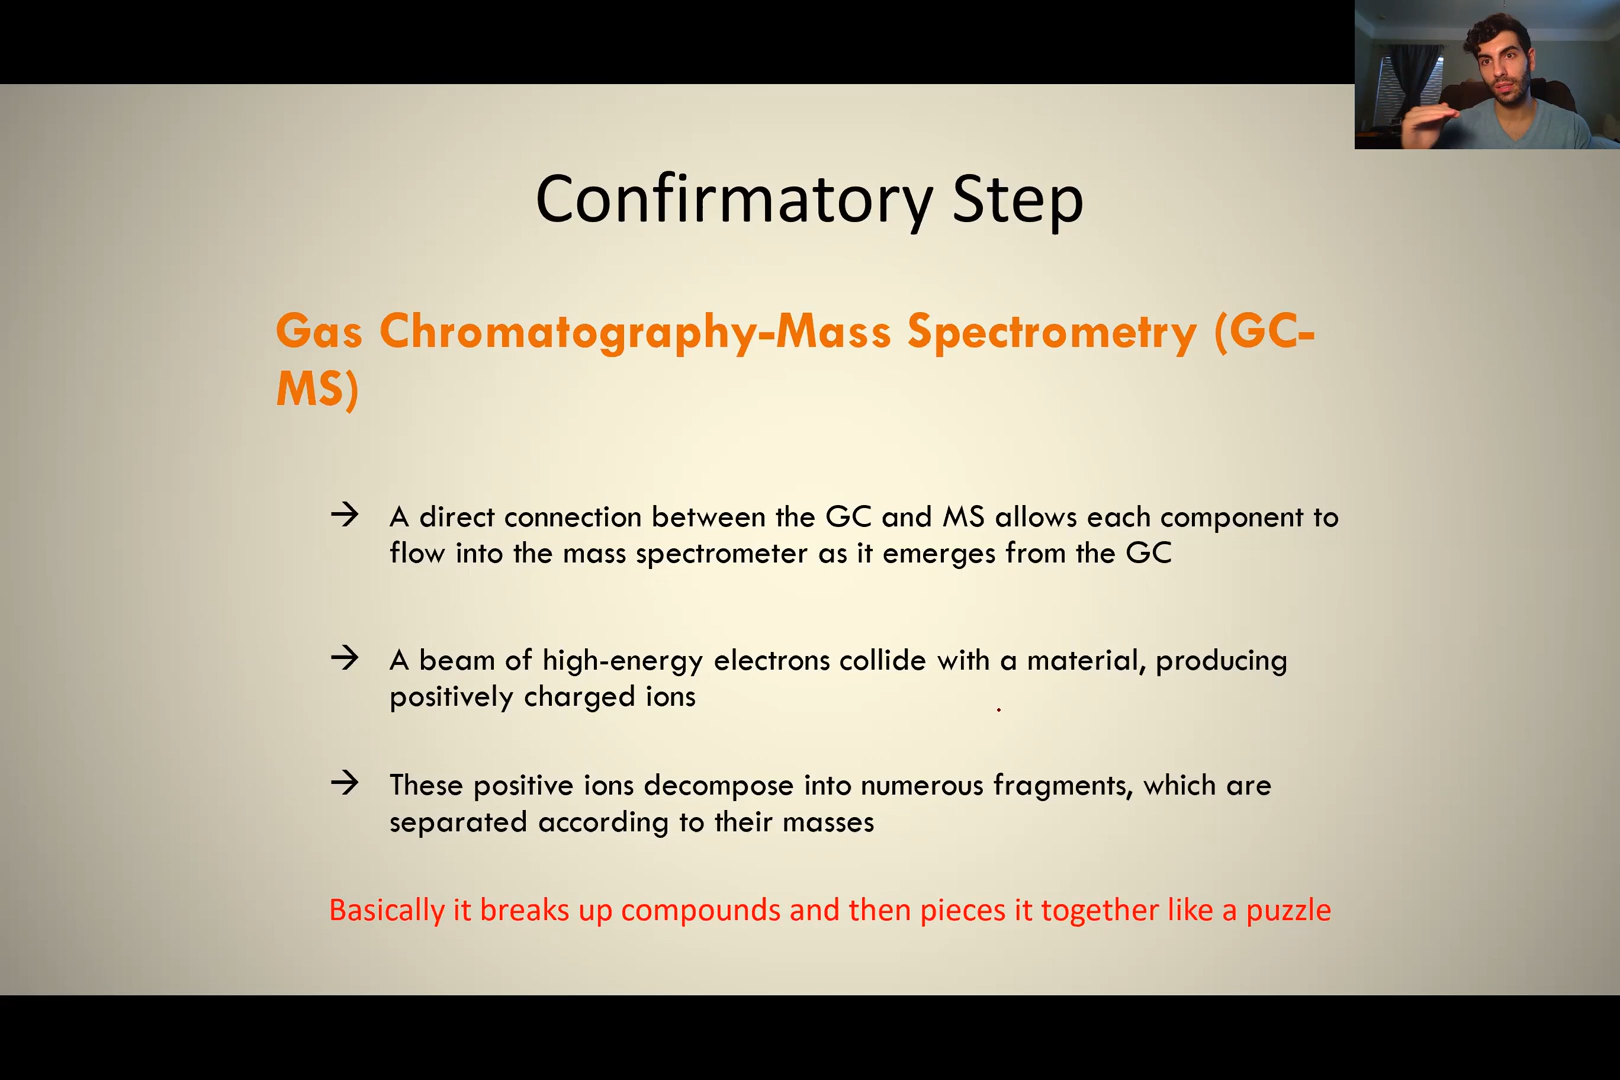 Confirmatory Step
Gas Chromatography-Mass Spectrometry (GC-
MS)
→ A direct connection between the GC and MS allows each component to
flow into the mass spectrometer as it emerges from the GC
→ A beam of high-energy electrons collide with a material, producing
positively charged ions
→ These positive ions decompose into numerous fragments, which are
separated according to their masses
Basically it breaks up compounds and then pieces it together like a puzzle